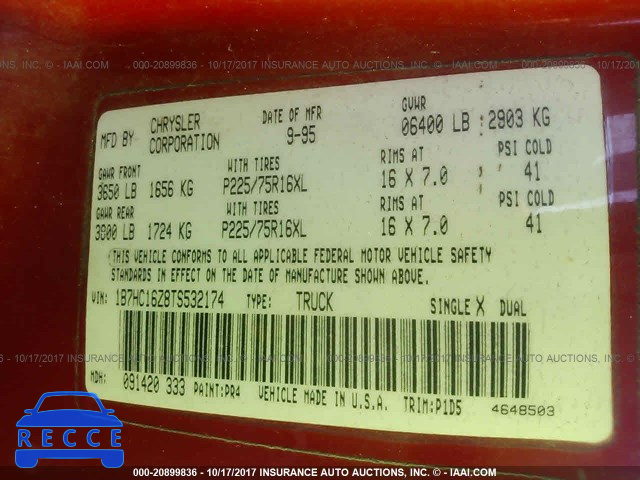 000-20899836 - 10/17/2017 INSURANCE AUTO AUCTIONS, INC. - IAAI.COM
MFD BY CHRYSLER CORPORATION DATE OF MFR 9-95 GVWR 06400 LB 2903 KG
GAWR FRONT WITH TIRES RIMS AT PSI COLD
3650 LB 1656 KG P225/75R16XL 16 X 7.0 41
GAWR REAR WITH TIRES RIMS AT PSI COLD
3800 LB 1724 KG P225/75R16XL 16 X 7.0 41
THIS VEHICLE CONFORMS TO ALL APPLICABLE FEDERAL MOTOR VEHICLE SAFETY
STANDARDS IN EFFECT ON THE DATE OF MANUFACTURE SHOWN ABOVE.
VIN: 1B7HC16Z8TS532174 TYPE: TRUCK SINGLE X DUAL
MDH: 091420 333 PAINT:PR4 VEHICLE MADE IN U.S.A. TRIM:P1D5 4648503
RECCE
000-20899836 - 10/17/2017 INSURANCE AUTO AUCTIONS, INC. - IAAI.COM